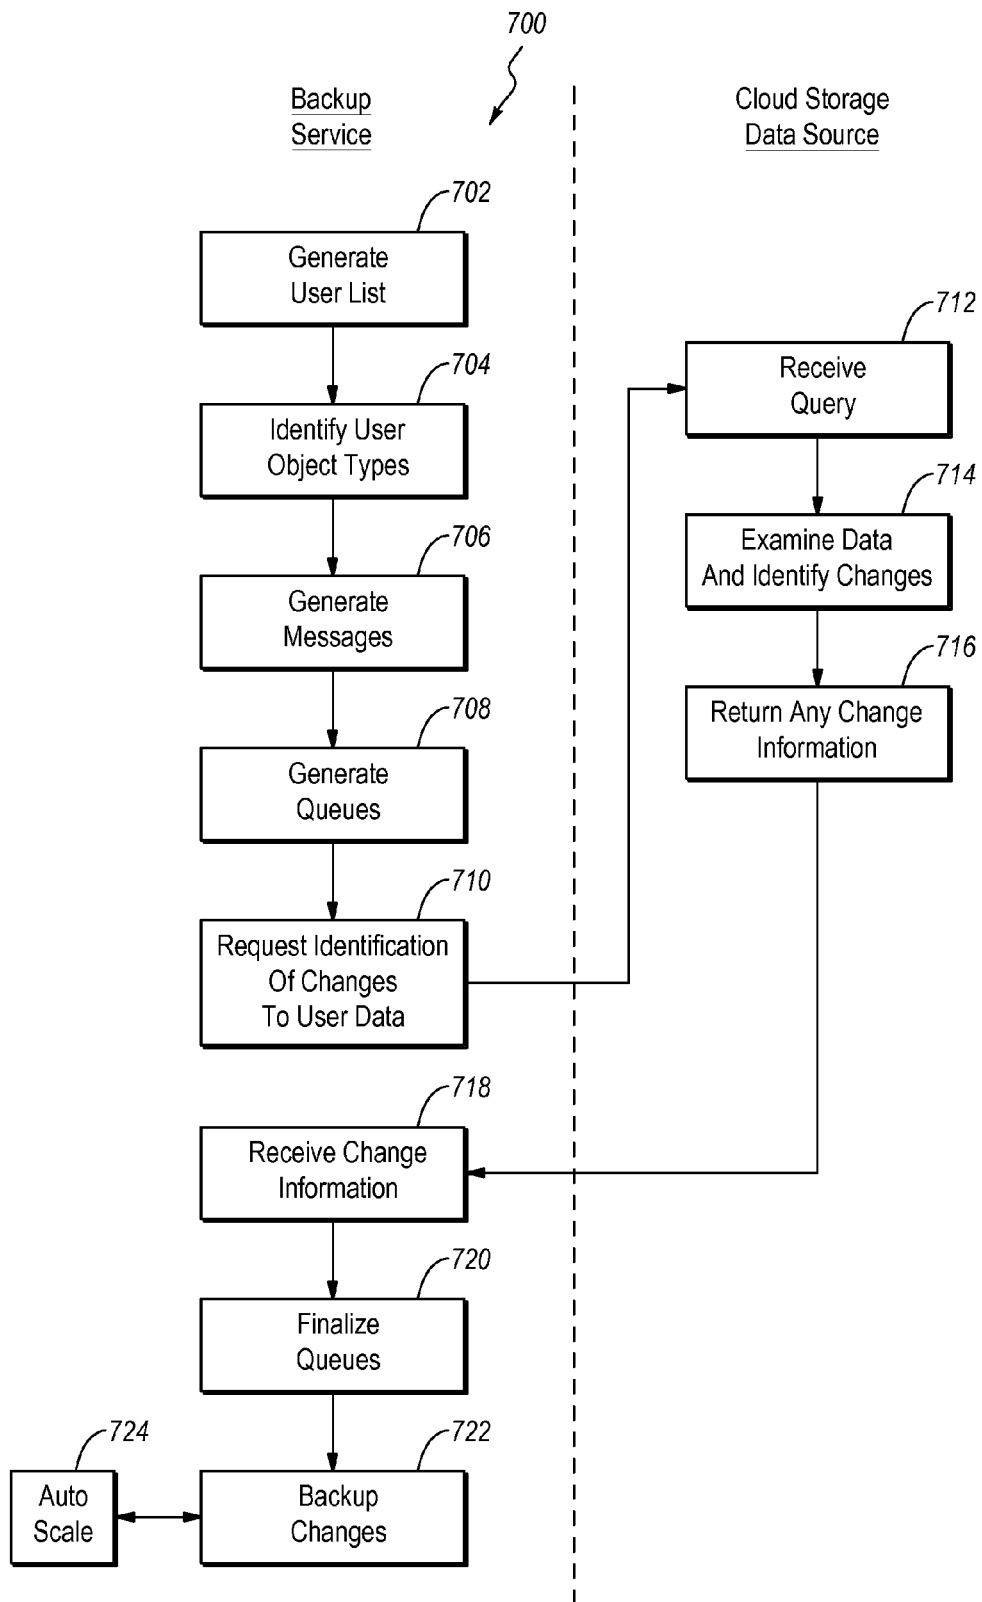 700
Backup
Service
Cloud Storage
Data Source
702
Generate
User List
704
Identify User
Object Types
706
Generate
Messages
708
Generate
Queues
710
Request Identification
Of Changes
To User Data
712
Receive
Query
714
Examine Data
And Identify Changes
716
Return Any Change
Information
718
Receive Change
Information
720
Finalize
Queues
722
Backup
Changes
724
Auto
Scale